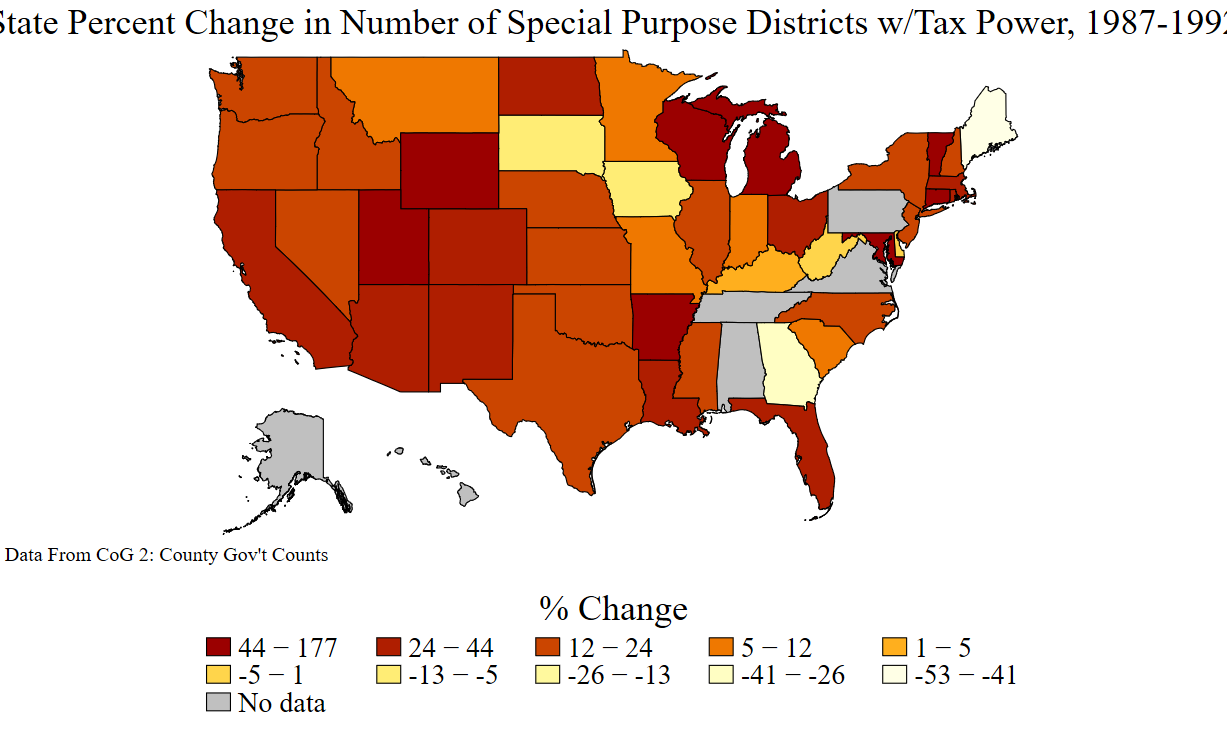 State Percent Change in Number of Special Purpose Districts w/Tax Power, 1987-1992
Data From CoG 2: County Gov't Counts
% Change
44 − 177 24 − 44 12 − 24 5 − 12 1 − 5
-5 − 1 -13 − -5 -26 − -13 -41 − -26 -53 − -41
No data